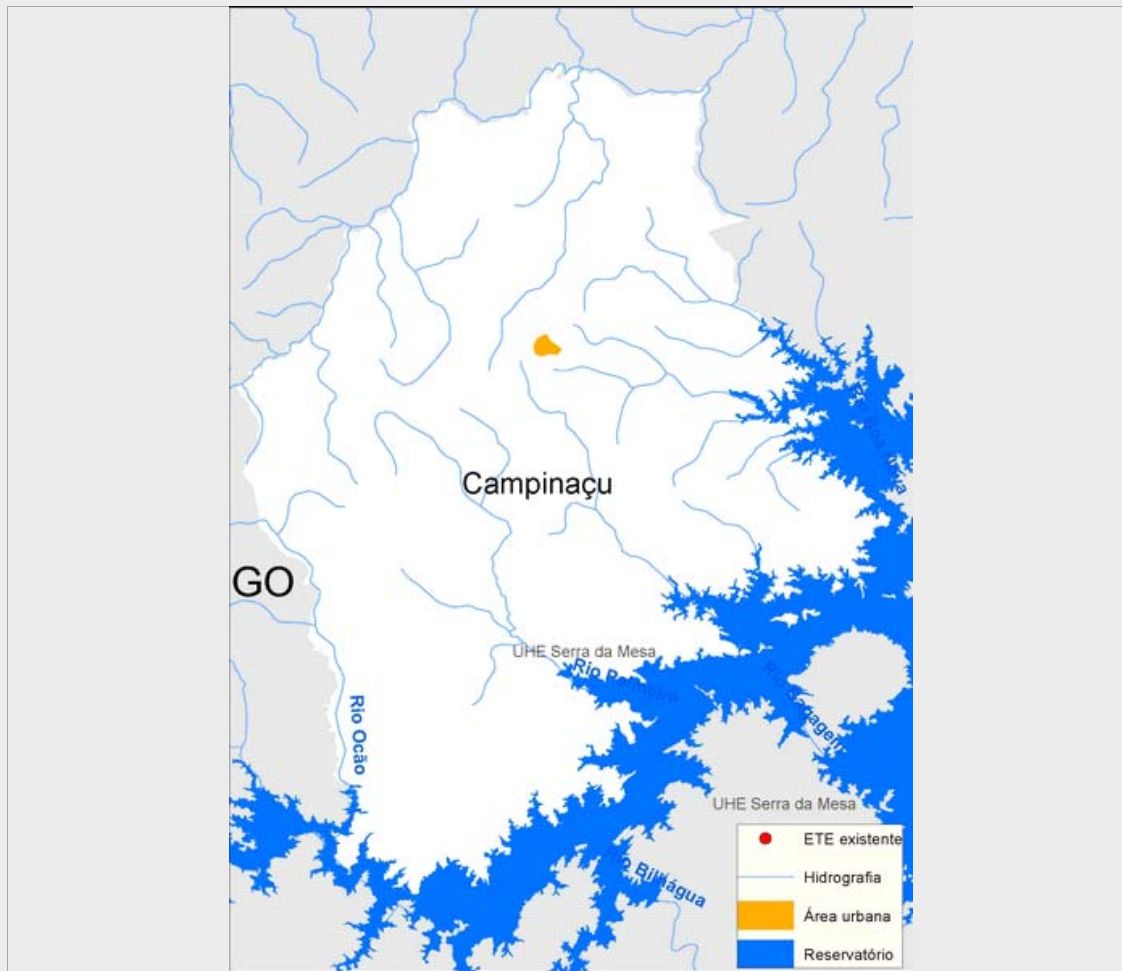 Campinaçu
GO
UHE Serra da Mesa
Rio Ocão
UHE Serra da Mesa
Rio Bilhágua
ETE existente
Hidrografia
Área urbana
Reservatório